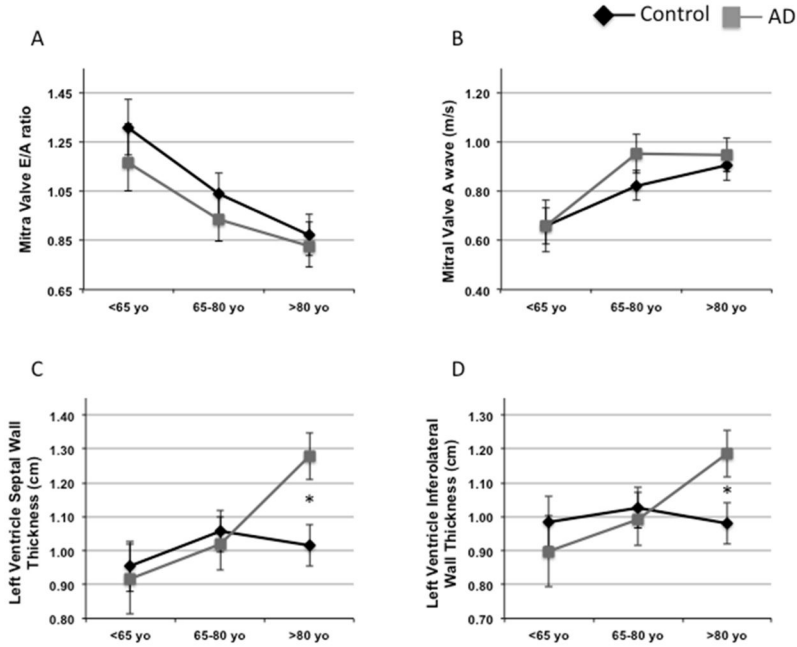 Control AD
A
Mitra Valve E/A ratio
1.45
1.25
1.05
0.85
0.65
<65 yo 65-80 yo >80 yo
B
Mitral Valve A wave (m/s)
1.20
1.00
0.80
0.60
0.40
<65 yo 65-80 yo >80 yo
C
Left Ventricle Septal Wall
Thickness (cm)
1.40
1.30
1.20
1.10
1.00
0.90
0.80
*
<65 yo 65-80 yo >80 yo
D
Left Ventricle Inferolateral
Wall Thickness (cm)
1.30
1.20
1.10
1.00
0.90
0.80
0.70
*
<65 yo 65-80 yo >80 yo